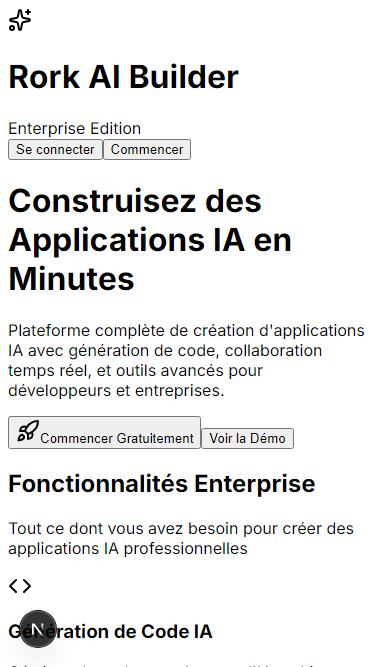 Rork AI Builder
Enterprise Edition
Se connecter Commencer
Construisez des
Applications IA en
Minutes
Plateforme complète de création d'applications
IA avec génération de code, collaboration
temps réel, et outils avancés pour
développeurs et entreprises.
Commencer Gratuitement Voir la Démo
Fonctionnalités Enterprise
Tout ce dont vous avez besoin pour créer des
applications IA professionnelles
N
Génération de Code IA